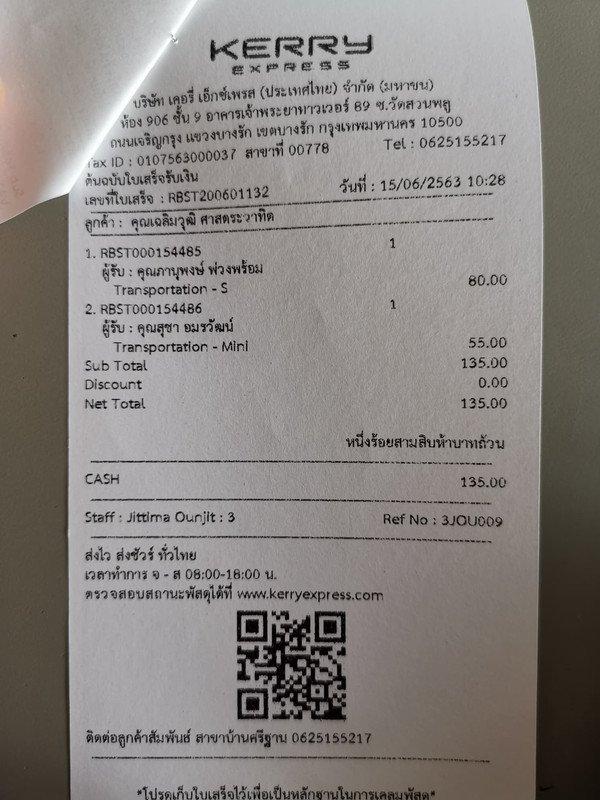 KERRY
EXPRESS
บริษัท เคอรี่ เอ็กซ์เพรส (ประเทศไทย) จำกัด (มหาชน)
ห้อง 906 ชั้น 9 อาคารเจ้าพระยาทาวเวอร์ 89 ซ.วัดสวนพลู
ถนนเจริญกรุง แขวงบางรัก เขตบางรัก กรุงเทพมหานคร 10500
Tax ID : 0107563000037 สาขาที่ 00778 Tel : 0625155217
ต้นฉบับใบเสร็จรับเงิน
เลขที่ใบเสร็จ : RBST200601132 วันที่ : 15/06/2563 10:28
ลูกค้า : คุณเฉลิมวุฒิ ศาสตระวาทิต
1. RBST000154485 1
ผู้รับ : คุณภานุพงษ์ พ่วงพร้อม
Transportation - S 80.00
2. RBST000154486 1
ผู้รับ : คุณสุชา อมรวัฒน์
Transportation - Mini 55.00
Sub Total 135.00
Discount 0.00
Net Total 135.00
หนึ่งร้อยสามสิบห้าบาทถ้วน
CASH 135.00
Staff : Jittima Ounjit : 3 Ref No : 3JOU009
ส่งไว ส่งชัวร์ ทั่วไทย
เวลาทำการ จ - ส 08:00-18:00 น.
ตรวจสอบสถานะพัสดุได้ที่ www.kerryexpress.com
ติดต่อลูกค้าสัมพันธ์ สาขาบ้านศรีฐาน 0625155217
*โปรดเก็บใบเสร็จไว้เพื่อเป็นหลักฐานในการเคลมพัสดุ*